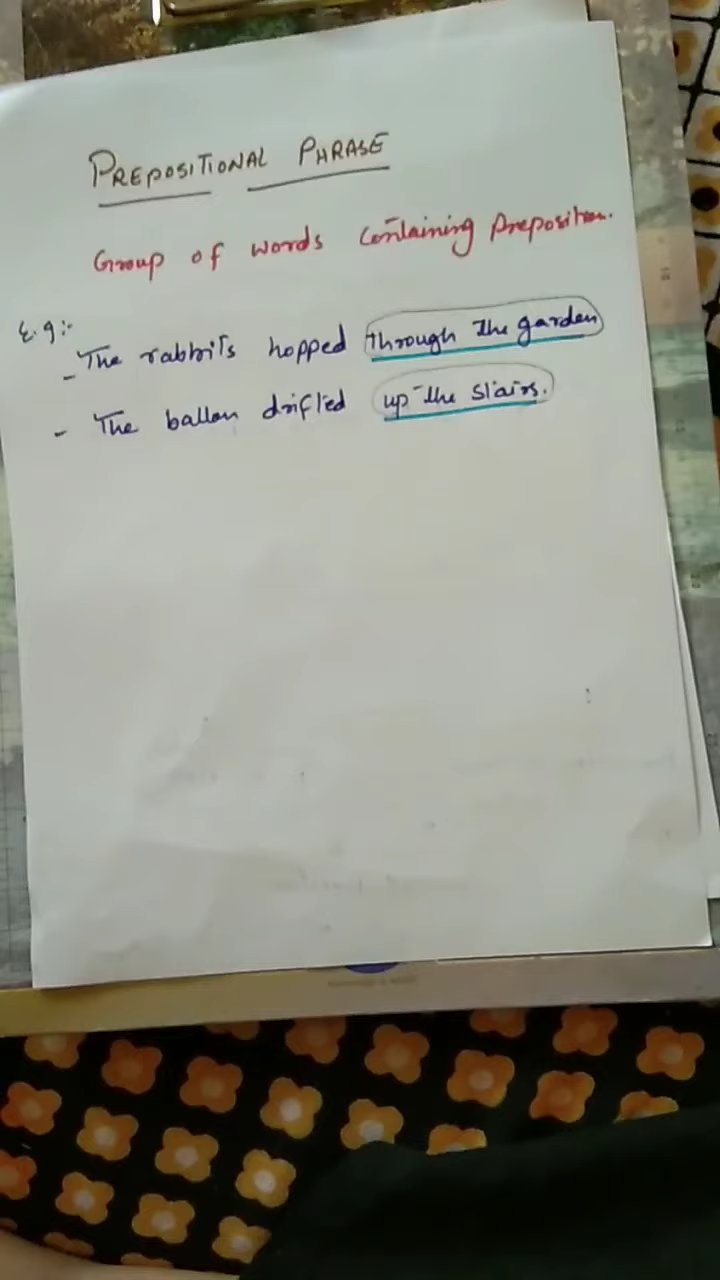 PREPOSITIONAL PHRASE
Group of words containing preposition.
E.g:-
- The rabbits hopped through the garden
- The ballon drifted up the stairs.